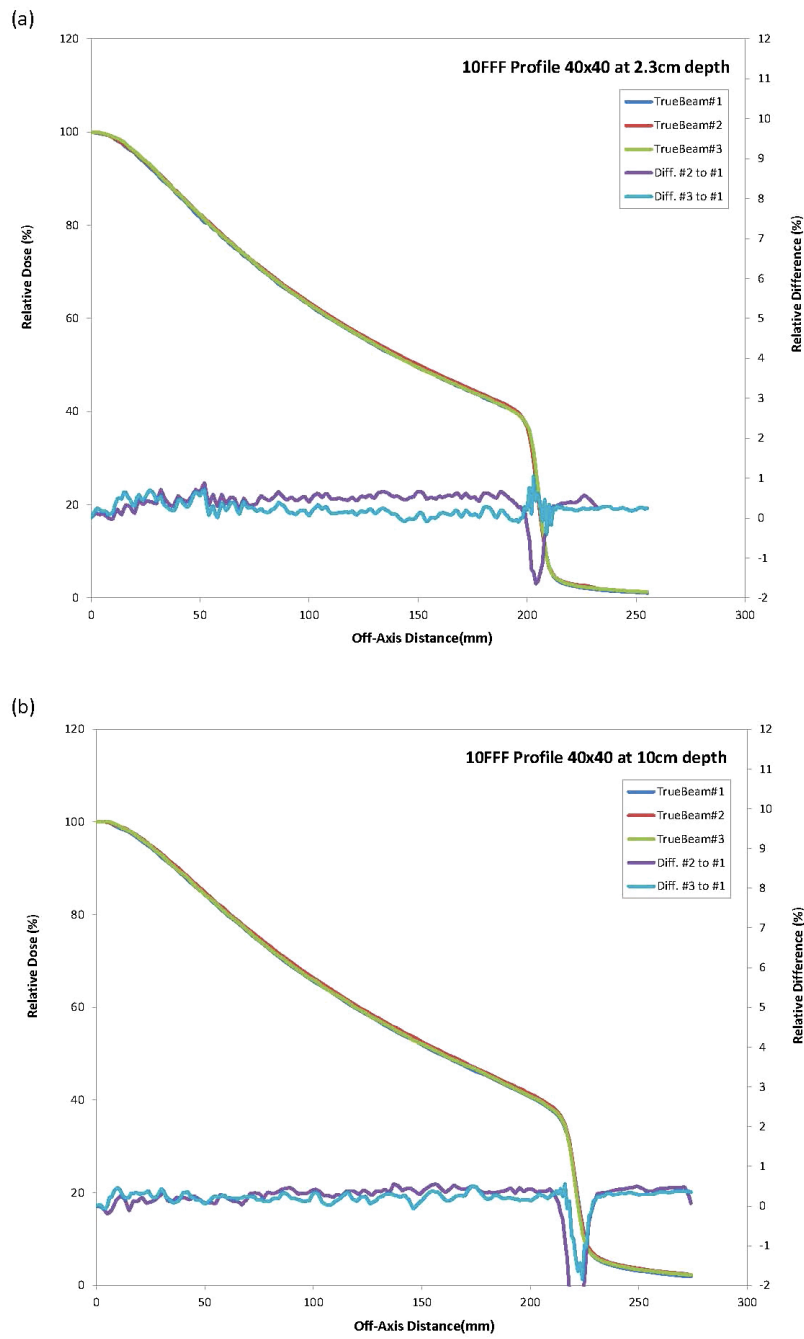 (a)
10FFF Profile 40x40 at 2.3cm depth
TrueBeam#1
TrueBeam#2
TrueBeam#3
Diff. #2 to #1
Diff. #3 to #1
Relative Dose (%)
120
100
80
60
40
20
0
Relative Difference (%)
12
11
10
9
8
7
6
5
4
3
2
1
0
-1
-2
0 50 100 150 200 250 300
Off-Axis Distance(mm)
(b)
10FFF Profile 40x40 at 10cm depth
TrueBeam#1
TrueBeam#2
TrueBeam#3
Diff. #2 to #1
Diff. #3 to #1
Relative Dose (%)
120
100
80
60
40
20
0
Relative Difference (%)
12
11
10
9
8
7
6
5
4
3
2
1
0
-1
-2
0 50 100 150 200 250 300
Off-Axis Distance(mm)